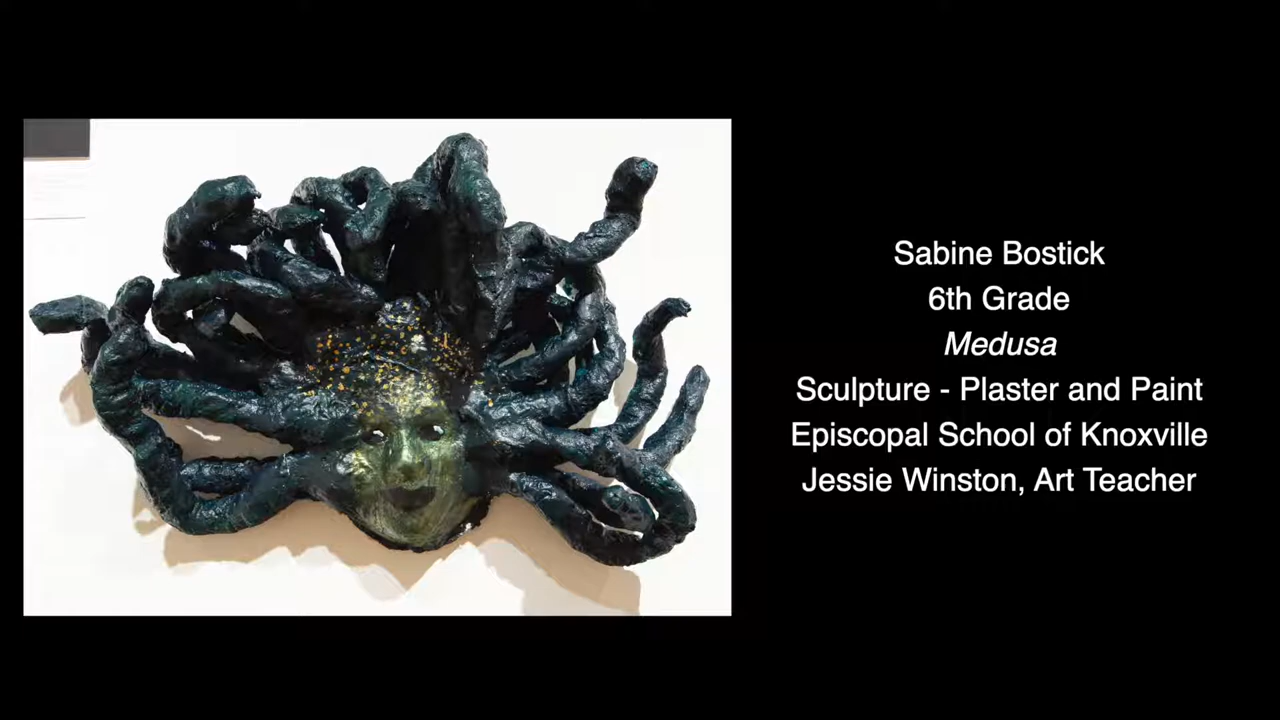 Sabine Bostick
6th Grade
Medusa
Sculpture - Plaster and Paint
Episcopal School of Knoxville
Jessie Winston, Art Teacher